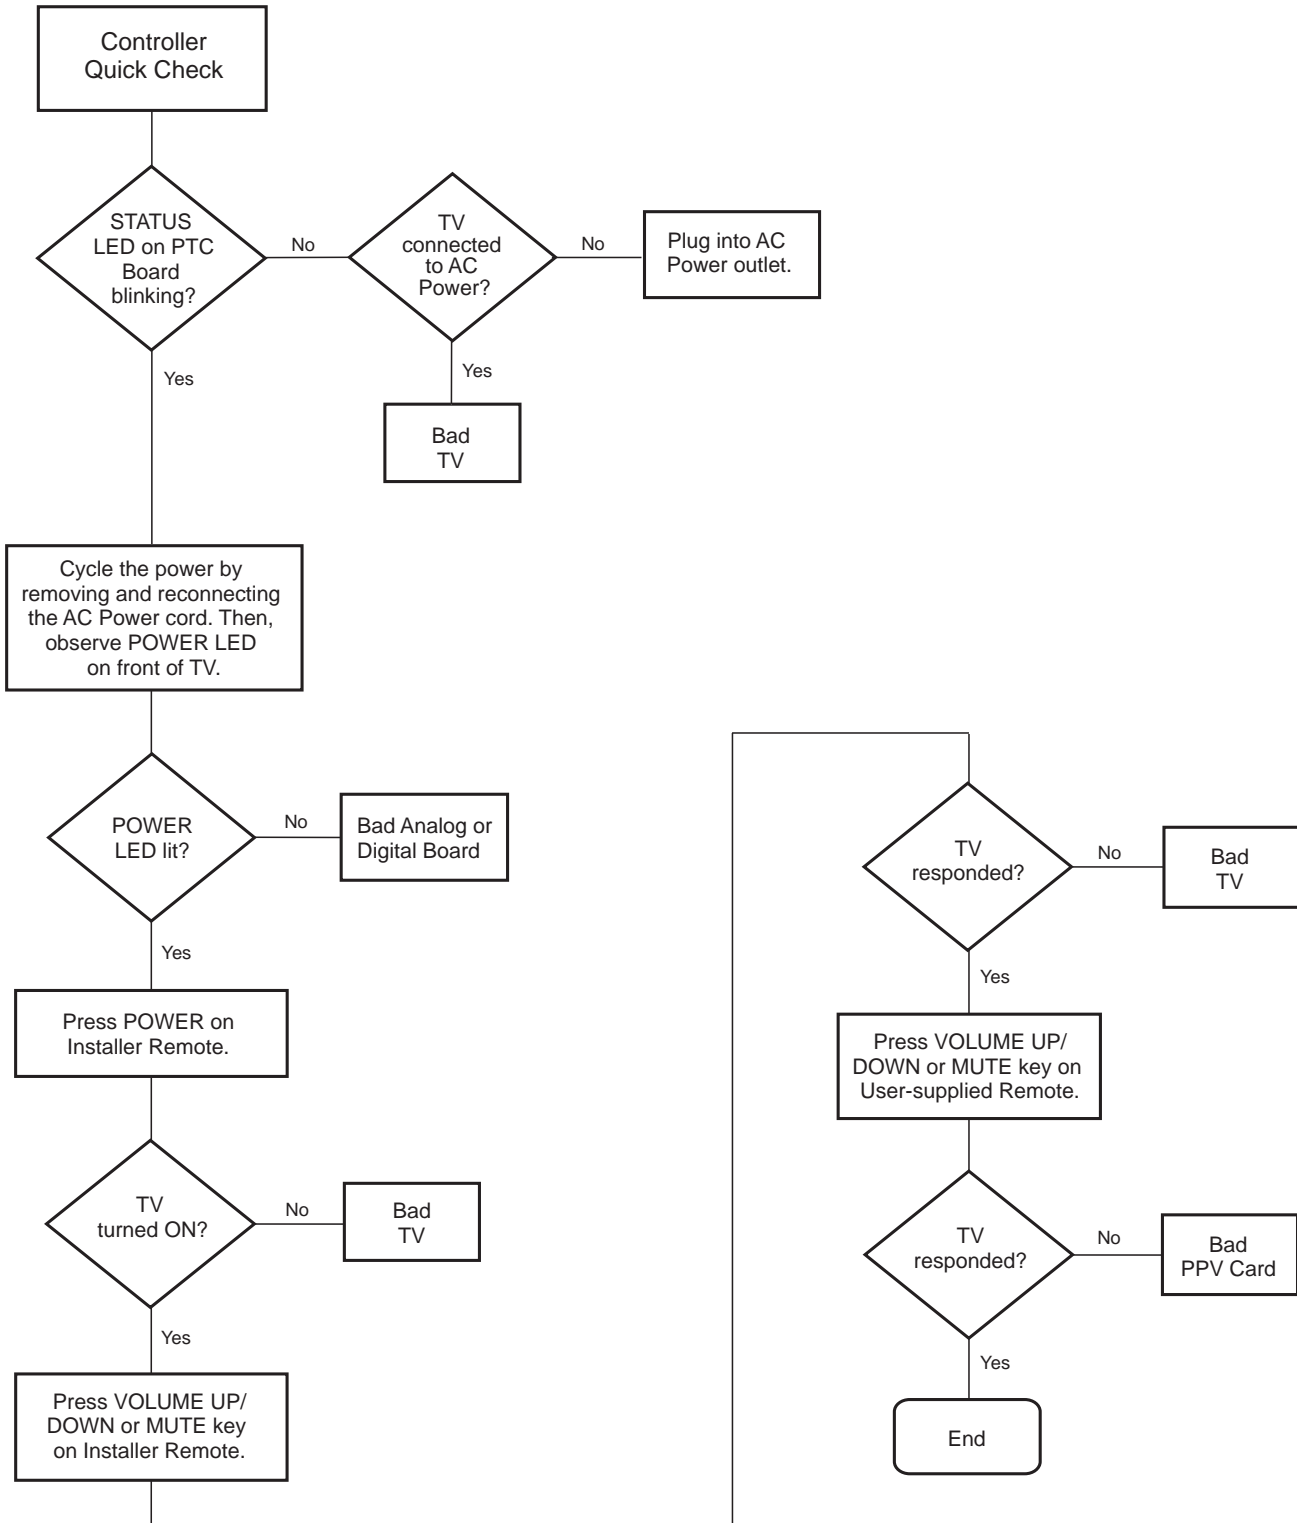 Controller
Quick Check
STATUS
LED on PTC
Board
blinking?
No
TV
connected
to AC
Power?
No
Plug into AC
Power outlet.
Yes
Yes
Bad
TV
Cycle the power by
removing and reconnecting
the AC Power cord. Then,
observe POWER LED
on front of TV.
POWER
LED lit?
No
Bad Analog or
Digital Board
Yes
Press POWER on
Installer Remote.
TV
turned ON?
No
Bad
TV
Yes
Press VOLUME UP/
DOWN or MUTE key
on Installer Remote.
TV
responded?
No
Bad
TV
Yes
Press VOLUME UP/
DOWN or MUTE key on
User-supplied Remote.
TV
responded?
No
Bad
PPV Card
Yes
End